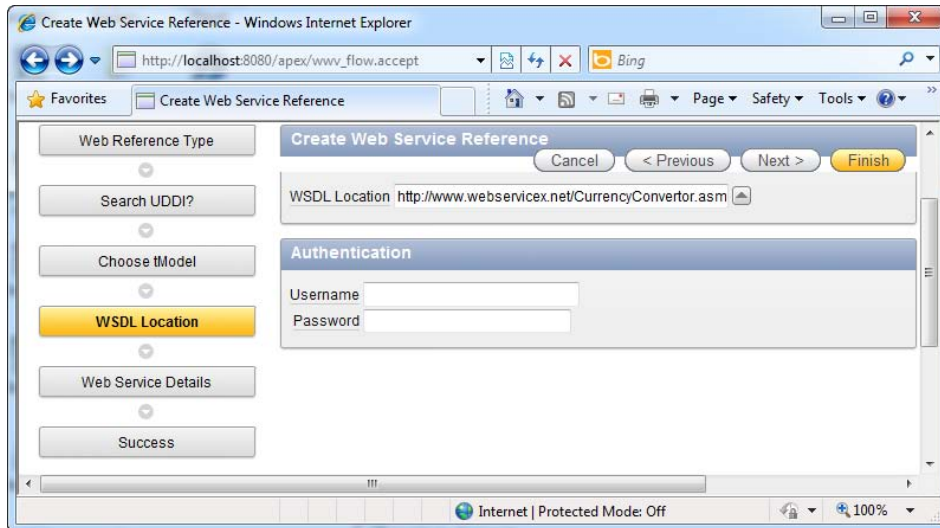 Create Web Service Reference - Windows Internet Explorer
http://localhost:8080/apex/wwv_flow.accept
Bing
Favorites
Create Web Service Reference
Page
Safety
Tools
Web Reference Type
Search UDDI?
Choose tModel
WSDL Location
Web Service Details
Success
Create Web Service Reference
Cancel
< Previous
Next >
Finish
WSDL Location http://www.webservicex.net/CurrencyConvertor.asm
Authentication
Username
Password
Internet | Protected Mode: Off
100%